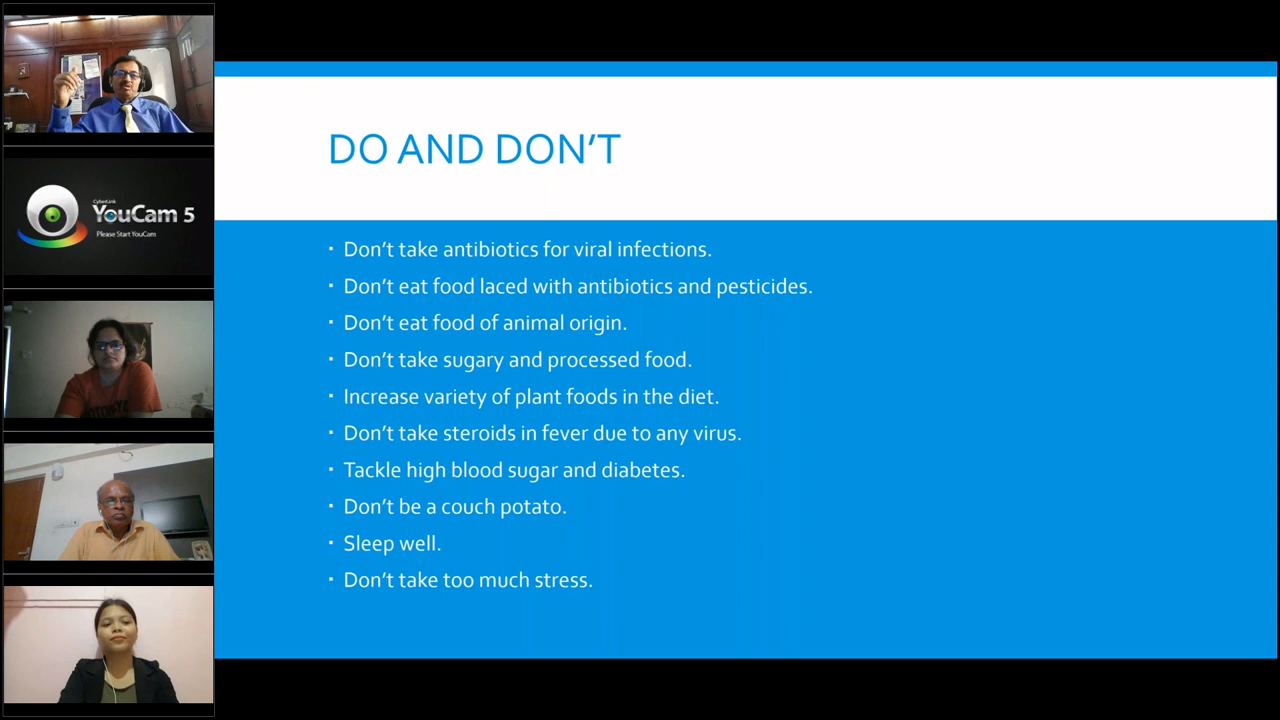 CyberLink
YouCam 5
Please Start YouCam
DO AND DON’T
Don’t take antibiotics for viral infections.
Don’t eat food laced with antibiotics and pesticides.
Don’t eat food of animal origin.
Don’t take sugary and processed food.
Increase variety of plant foods in the diet.
Don’t take steroids in fever due to any virus.
Tackle high blood sugar and diabetes.
Don’t be a couch potato.
Sleep well.
Don’t take too much stress.